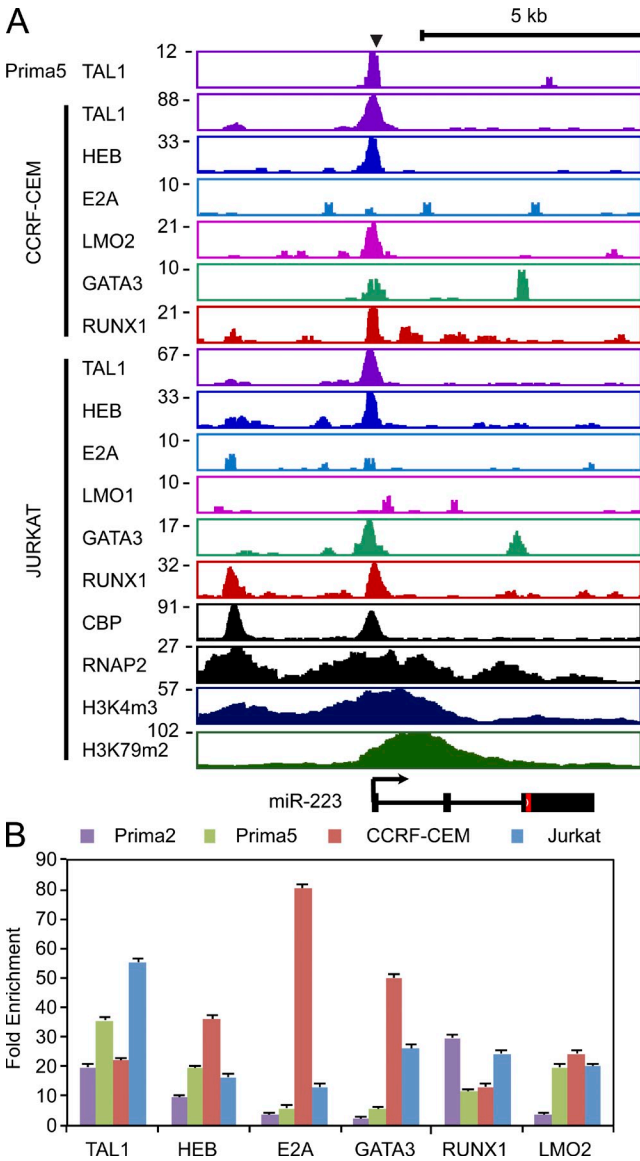 A
5 kb
Prima5 TAL1 12
CCRF-CEM
TAL1 88
HEB 33
E2A 10
LMO2 21
GATA3 10
RUNX1 21
JURKAT
TAL1 67
HEB 33
E2A 10
LMO1 10
GATA3 17
RUNX1 32
CBP 91
RNAP2 27
H3K4m3 57
H3K79m2 102
miR-223
B
Prima2 Prima5 CCRF-CEM Jurkat
Fold Enrichment
90
80
70
60
50
40
30
20
10
0
TAL1 HEB E2A GATA3 RUNX1 LMO2